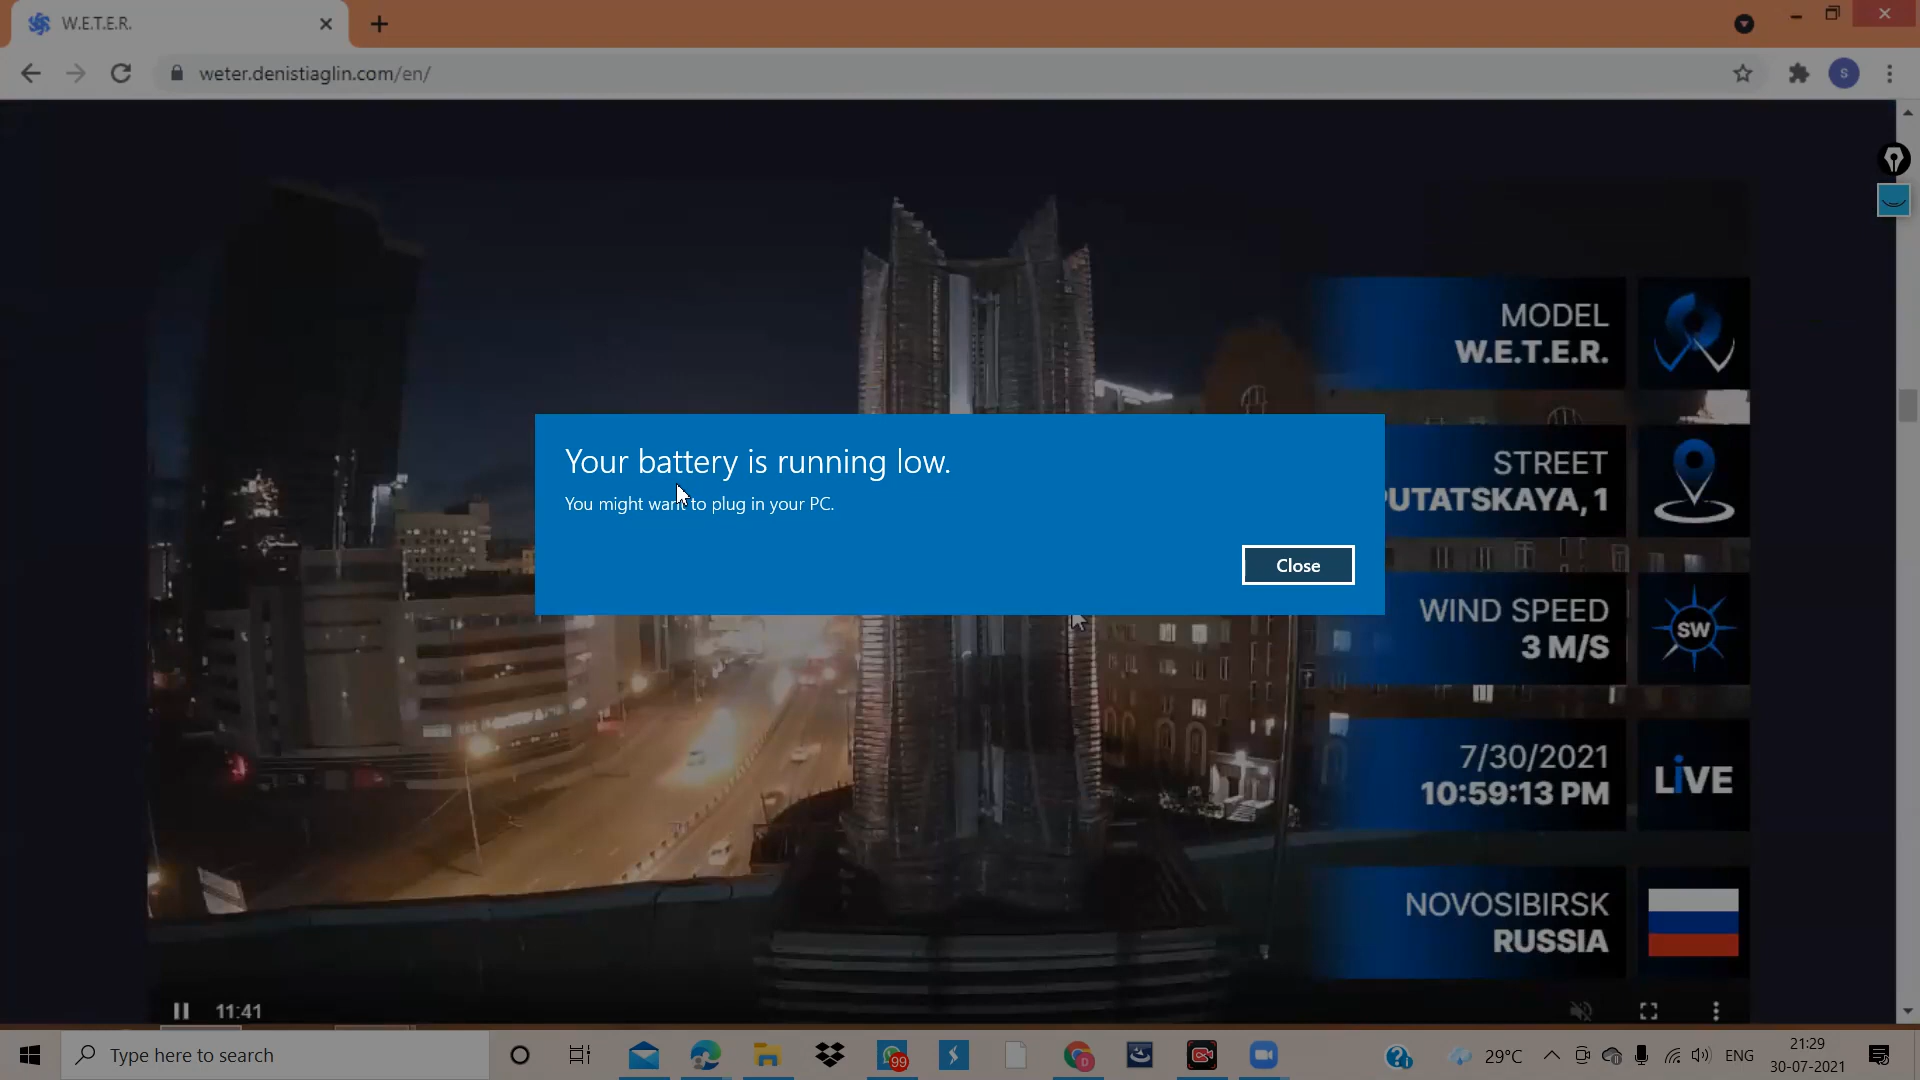 W.E.T.E.R.
weter.denistiaglin.com/en/
S
MODEL
W.E.T.E.R.
Your battery is running low.
You might want to plug in your PC.
Close
STREET
PUTATSKAYA, 1
WIND SPEED
3 M/S
SW
7/30/2021
10:59:13 PM
LiVE
NOVOSIBIRSK
RUSSIA
11:41
Type here to search
99
D
29°C
ENG
21:29
30-07-2021